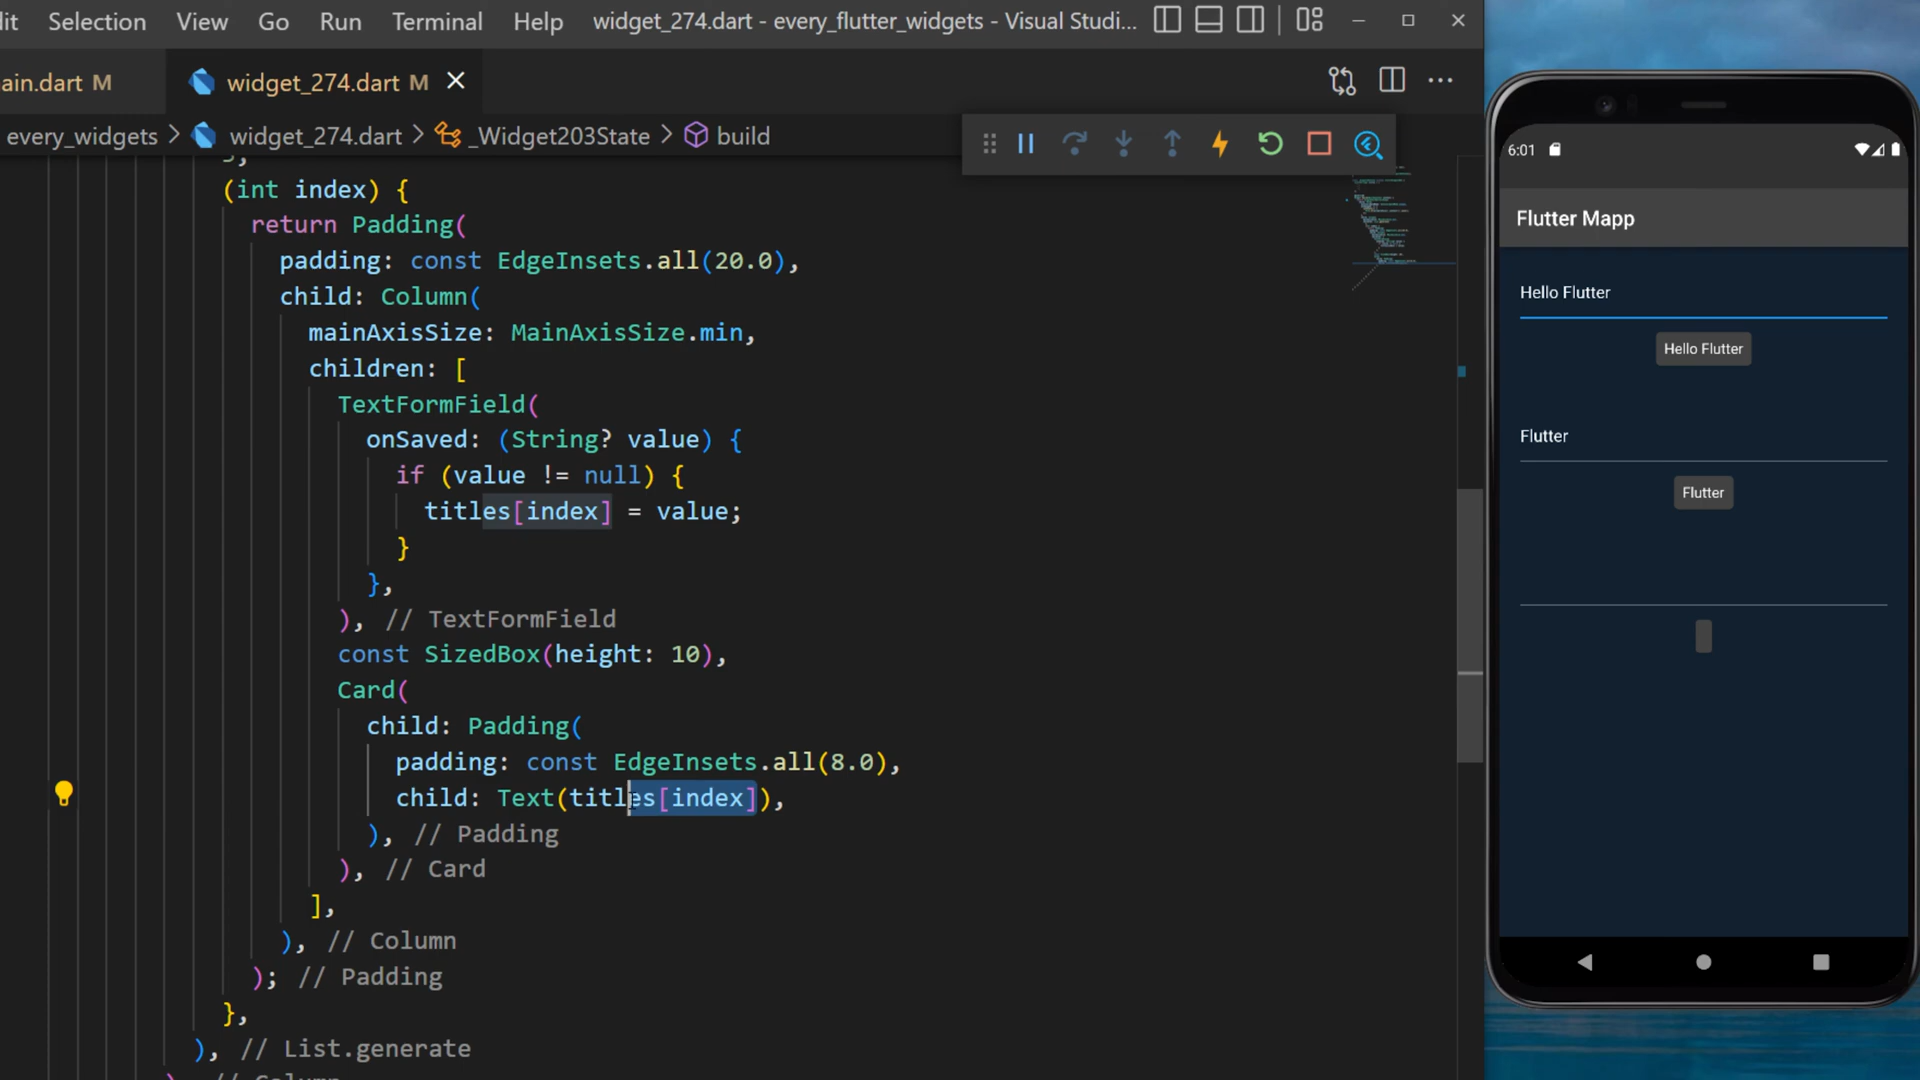 it Selection View Go Run Terminal Help widget_274.dart - every_flutter_widgets - Visual Studi...
ain.dart M widget_274.dart M
every_widgets > widget_274.dart > _Widget203State > build
(int index) {
return Padding(
padding: const EdgeInsets.all(20.0),
child: Column(
mainAxisSize: MainAxisSize.min,
children: [
TextFormField(
onSaved: (String? value) {
if (value != null) {
titles[index] = value;
}
},
), // TextFormField
const SizedBox(height: 10),
Card(
child: Padding(
padding: const EdgeInsets.all(8.0),
child: Text(titles[index]),
), // Padding
), // Card
],
), // Column
); // Padding
},
), // List.generate
6:01
Flutter Mapp
Hello Flutter
Hello Flutter
Flutter
Flutter